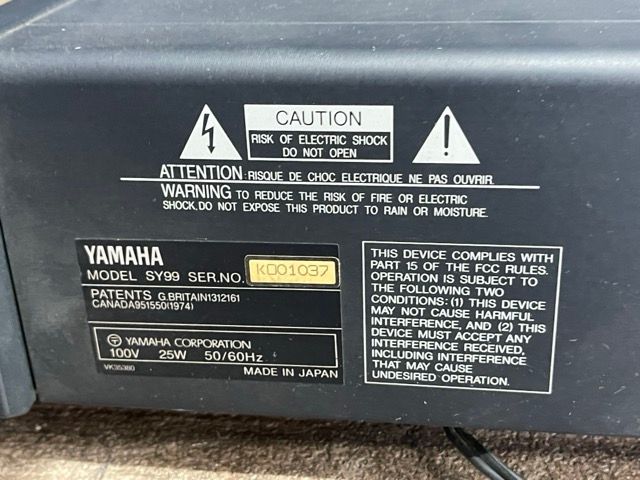 CAUTION
RISK OF ELECTRIC SHOCK
DO NOT OPEN
ATTENTION: RISQUE DE CHOC ELECTRIQUE NE PAS OUVRIR.
WARNING: TO REDUCE THE RISK OF FIRE OR ELECTRIC
SHOCK, DO NOT EXPOSE THIS PRODUCT TO RAIN OR MOISTURE.
YAMAHA
MODEL SY99 SER.NO. KO01037
PATENTS G.BRITAIN1312161
CANADA951550(1974)
YAMAHA CORPORATION
100V 25W 50/60Hz
VK35380
MADE IN JAPAN
THIS DEVICE COMPLIES WITH
PART 15 OF THE FCC RULES.
OPERATION IS SUBJECT TO
THE FOLLOWING TWO
CONDITIONS: (1) THIS DEVICE
MAY NOT CAUSE HARMFUL
INTERFERENCE, AND (2) THIS
DEVICE MUST ACCEPT ANY
INTERFERENCE RECEIVED,
INCLUDING INTERFERENCE
THAT MAY CAUSE
UNDESIRED OPERATION.